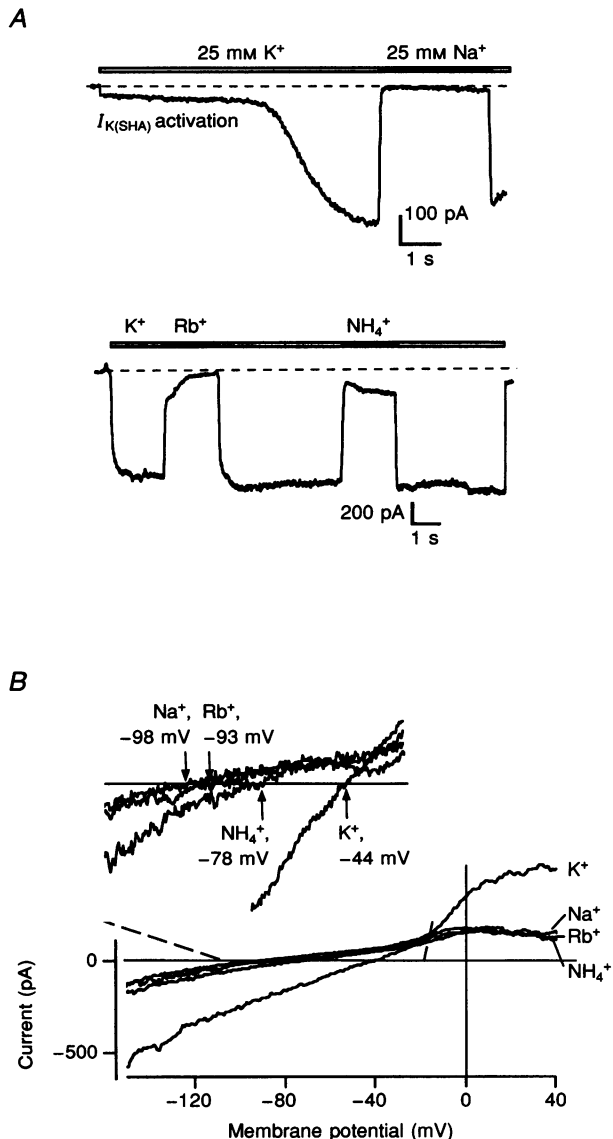 A
25 mM K⁺ 25 mM Na⁺
I_K(SHA) activation
100 pA
1 s
K⁺ Rb⁺ NH₄⁺
200 pA
1 s
B
Na⁺, Rb⁺,
−98 mV −93 mV
NH₄⁺, K⁺,
−78 mV −44 mV
K⁺
Na⁺
Rb⁺
NH₄⁺
0
−500
Current (pA)
−120 −80 −40 0 40
Membrane potential (mV)